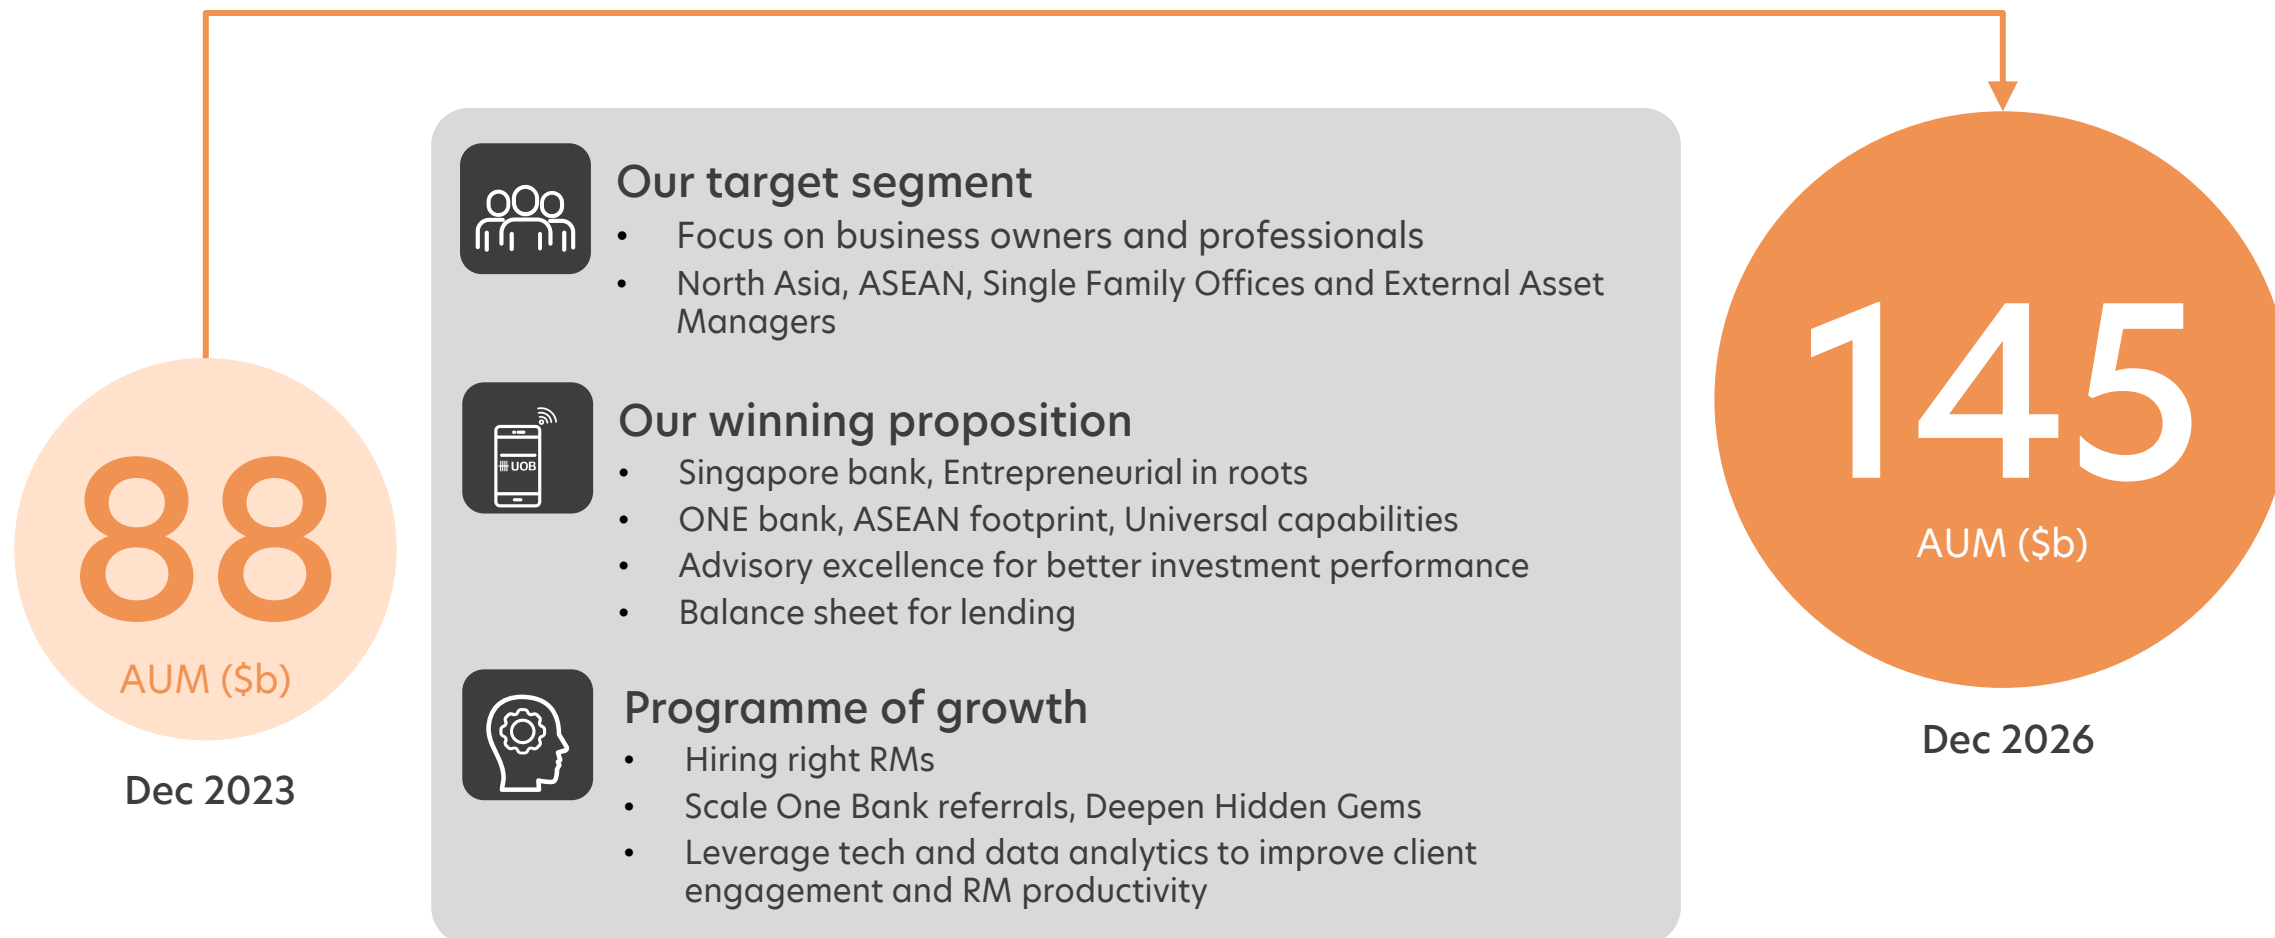 88
AUM ($b)
Dec 2023
Our target segment
• Focus on business owners and professionals
• North Asia, ASEAN, Single Family Offices and External Asset
Managers
UOB
Our winning proposition
• Singapore bank, Entrepreneurial in roots
• ONE bank, ASEAN footprint, Universal capabilities
• Advisory excellence for better investment performance
• Balance sheet for lending
Programme of growth
• Hiring right RMs
• Scale One Bank referrals, Deepen Hidden Gems
• Leverage tech and data analytics to improve client
engagement and RM productivity
145
AUM ($b)
Dec 2026